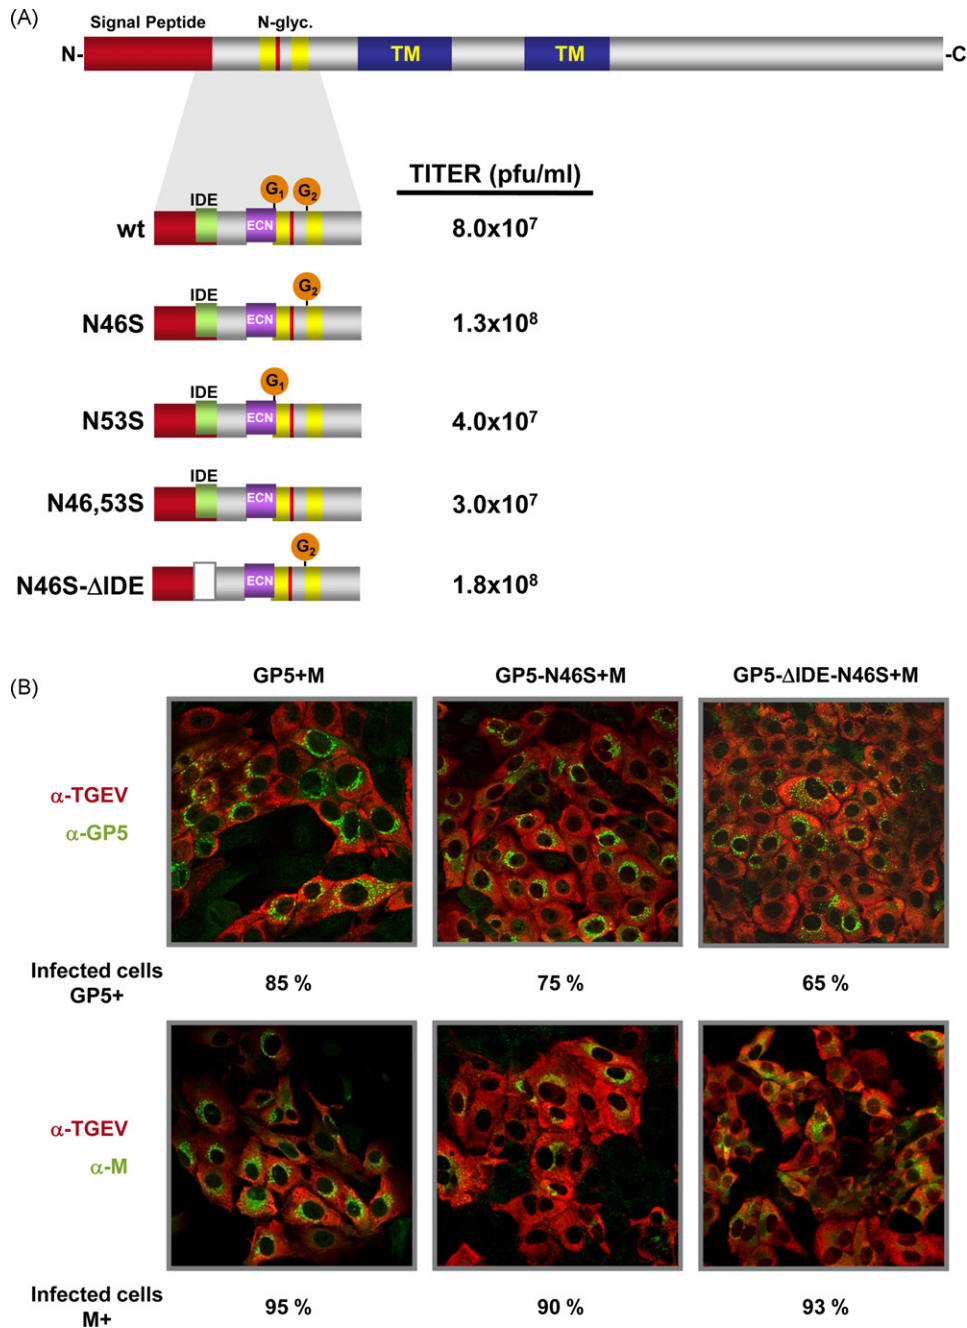 (A)
Signal Peptide N-glyc.
N- TM TM -C
TITER (pfu/ml)
IDE G1 G2
wt ECN 8.0x10⁷
IDE G2
N46S ECN 1.3x10⁸
IDE G1
N53S ECN 4.0x10⁷
IDE
N46,53S ECN 3.0x10⁷
G2
N46S-ΔIDE ECN 1.8x10⁸
(B)
GP5+M GP5-N46S+M GP5-ΔIDE-N46S+M
α-TGEV
α-GP5
Infected cells
GP5+
85 % 75 % 65 %
α-TGEV
α-M
Infected cells
M+
95 % 90 % 93 %